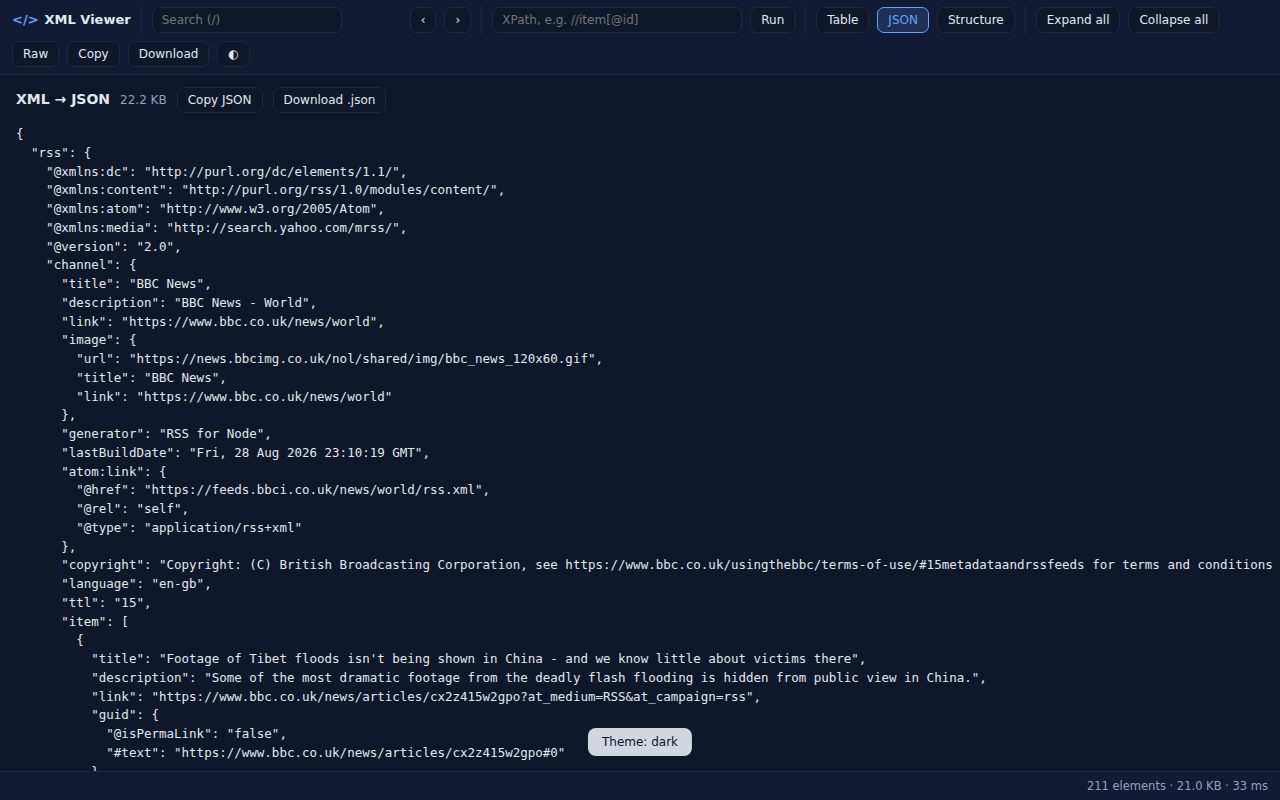 </> XML Viewer Search (/) ‹ › XPath, e.g. //item[@id] Run Table JSON Structure Expand all Collapse all
Raw Copy Download ◐
XML → JSON 22.2 KB Copy JSON Download .json
{
"rss": {
"@xmlns:dc": "http://purl.org/dc/elements/1.1/",
"@xmlns:content": "http://purl.org/rss/1.0/modules/content/",
"@xmlns:atom": "http://www.w3.org/2005/Atom",
"@xmlns:media": "http://search.yahoo.com/mrss/",
"@version": "2.0",
"channel": {
"title": "BBC News",
"description": "BBC News - World",
"link": "https://www.bbc.co.uk/news/world",
"image": {
"url": "https://news.bbcimg.co.uk/nol/shared/img/bbc_news_120x60.gif",
"title": "BBC News",
"link": "https://www.bbc.co.uk/news/world"
},
"generator": "RSS for Node",
"lastBuildDate": "Fri, 28 Aug 2026 23:10:19 GMT",
"atom:link": {
"@href": "https://feeds.bbci.co.uk/news/world/rss.xml",
"@rel": "self",
"@type": "application/rss+xml"
},
"copyright": "Copyright: (C) British Broadcasting Corporation, see https://www.bbc.co.uk/usingthebbc/terms-of-use/#15metadataandrssfeeds for terms and conditions
"language": "en-gb",
"ttl": "15",
"item": [
{
"title": "Footage of Tibet floods isn't being shown in China - and we know little about victims there",
"description": "Some of the most dramatic footage from the deadly flash flooding is hidden from public view in China.",
"link": "https://www.bbc.co.uk/news/articles/cx2z415w2gpo?at_medium=RSS&at_campaign=rss",
"guid": {
"@isPermaLink": "false",
"#text": "https://www.bbc.co.uk/news/articles/cx2z415w2gpo#0"
}
Theme: dark
211 elements · 21.0 KB · 33 ms